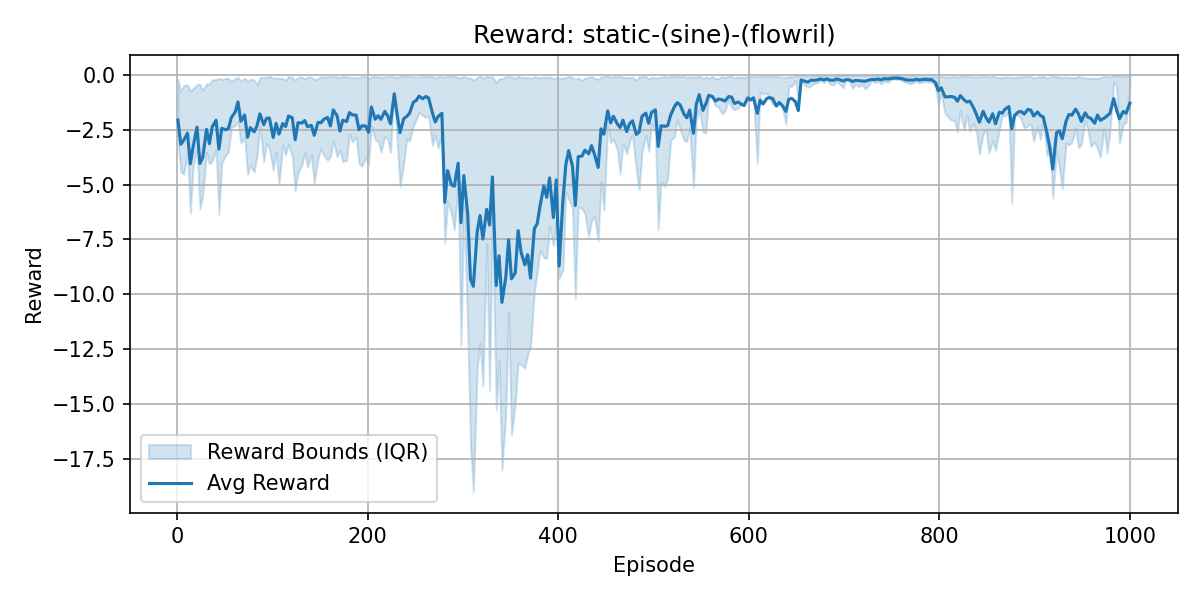 Reward: static-(sine)-(flowril)
0.0
−2.5
−5.0
−7.5
−10.0
−12.5
−15.0
−17.5
Reward
Reward Bounds (IQR)
Avg Reward
0 200 400 600 800 1000
Episode